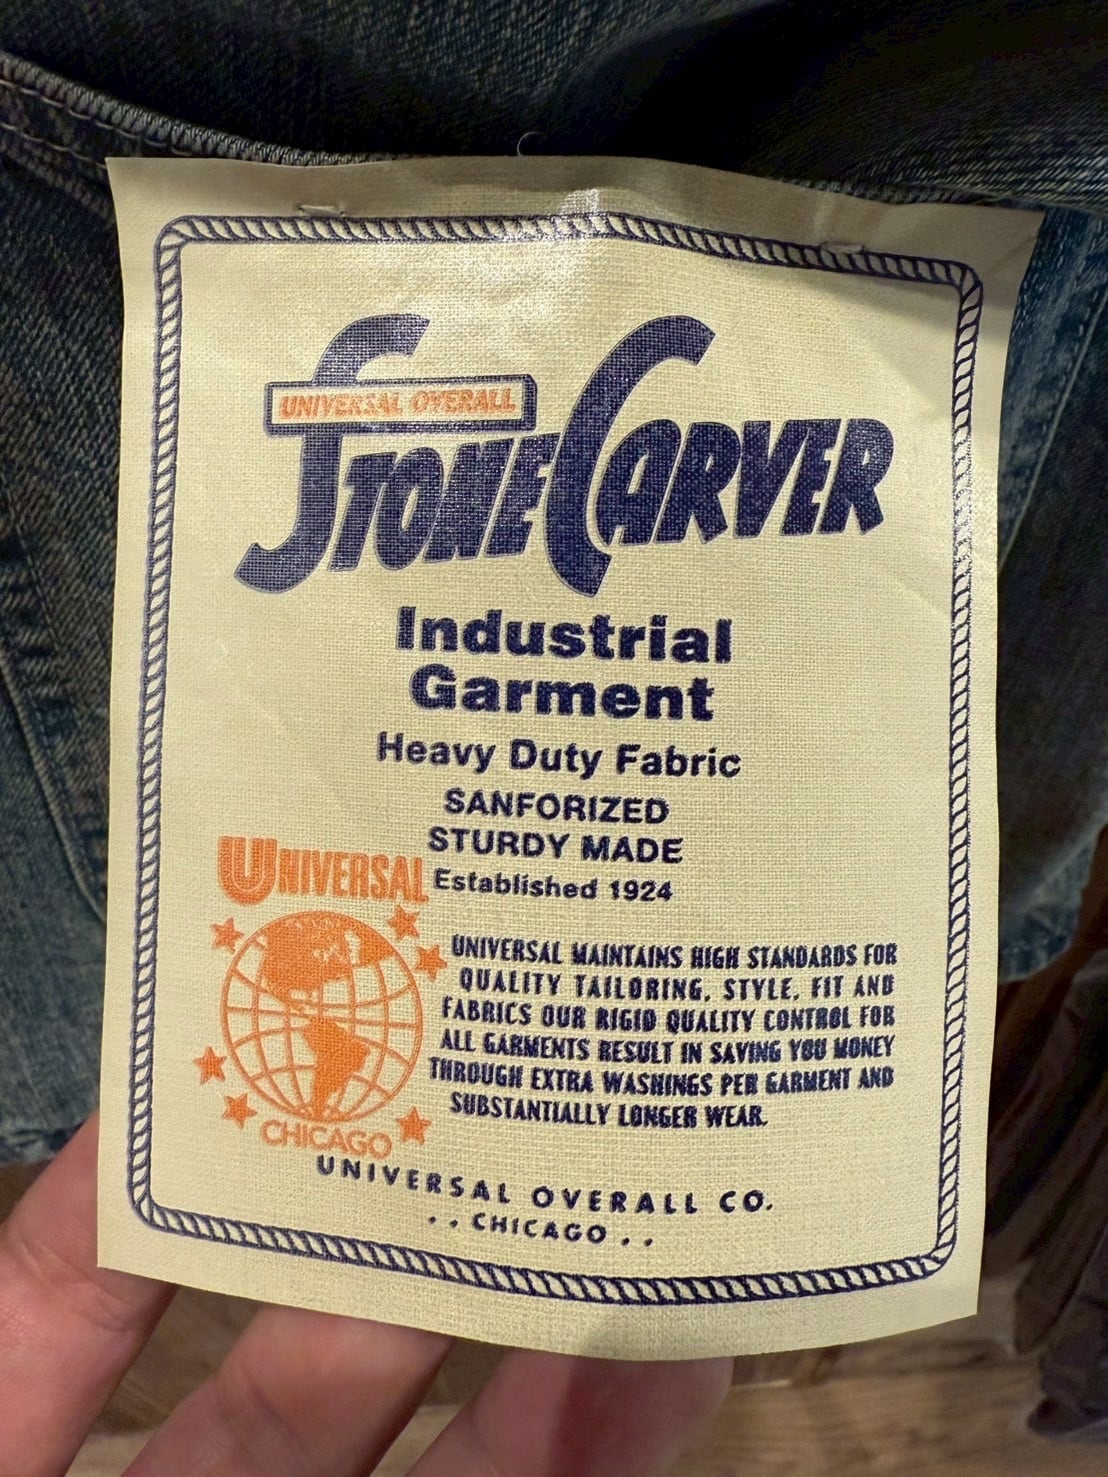 UNIVERSAL OVERALL
STONE CARVER
Industrial
Garment
Heavy Duty Fabric
SANFORIZED
STURDY MADE
Established 1924
UNIVERSAL
CHICAGO
UNIVERSAL MAINTAINS HIGH STANDARDS FOR
QUALITY TAILORING, STYLE, FIT AND
FABRICS OUR RIGID QUALITY CONTROL FOR
ALL GARMENTS RESULT IN SAVING YOU MONEY
THROUGH EXTRA WASHINGS PER GARMENT AND
SUBSTANTIALLY LONGER WEAR.
UNIVERSAL OVERALL CO.
. . CHICAGO . .